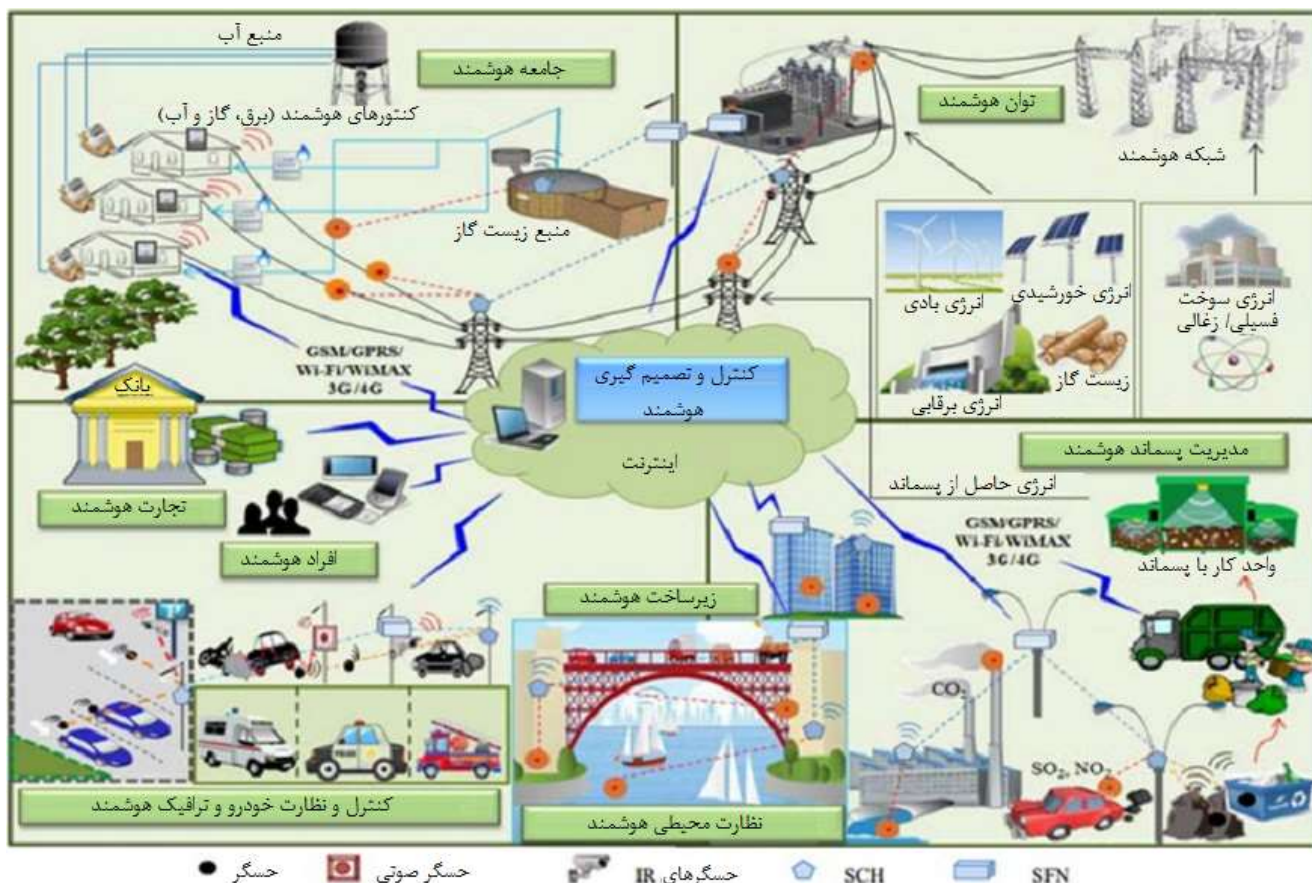 منبع آب
جامعه هوشمند
توان هوشمند
کنتورهای هوشمند (برق، گاز و آب)
شبکه هوشمند
منبع زیست گاز
انرژی بادی
انرژی خورشیدی
انرژی سوخت
فسیلی/ زغالی
زیست گاز
انرژی برقابی
GSM/GPRS/
Wi-Fi/WiMAX
3G/4G
کنترل و تصمیم گیری
هوشمند
اینترنت
بانک
تجارت هوشمند
افراد هوشمند
مدیریت پسماند هوشمند
انرژی حاصل از پسماند
GSM/GPRS/
Wi-Fi/WiMAX
3G/4G
واحد کار با پسماند
زیرساخت هوشمند
CO₂
SO₂, NO₂
POLICE
کنترل و نظارت خودرو و ترافیک هوشمند
نظارت محیطی هوشمند
حسگر
حسگر صوتی
حسگرهای IR
SCH
SFN